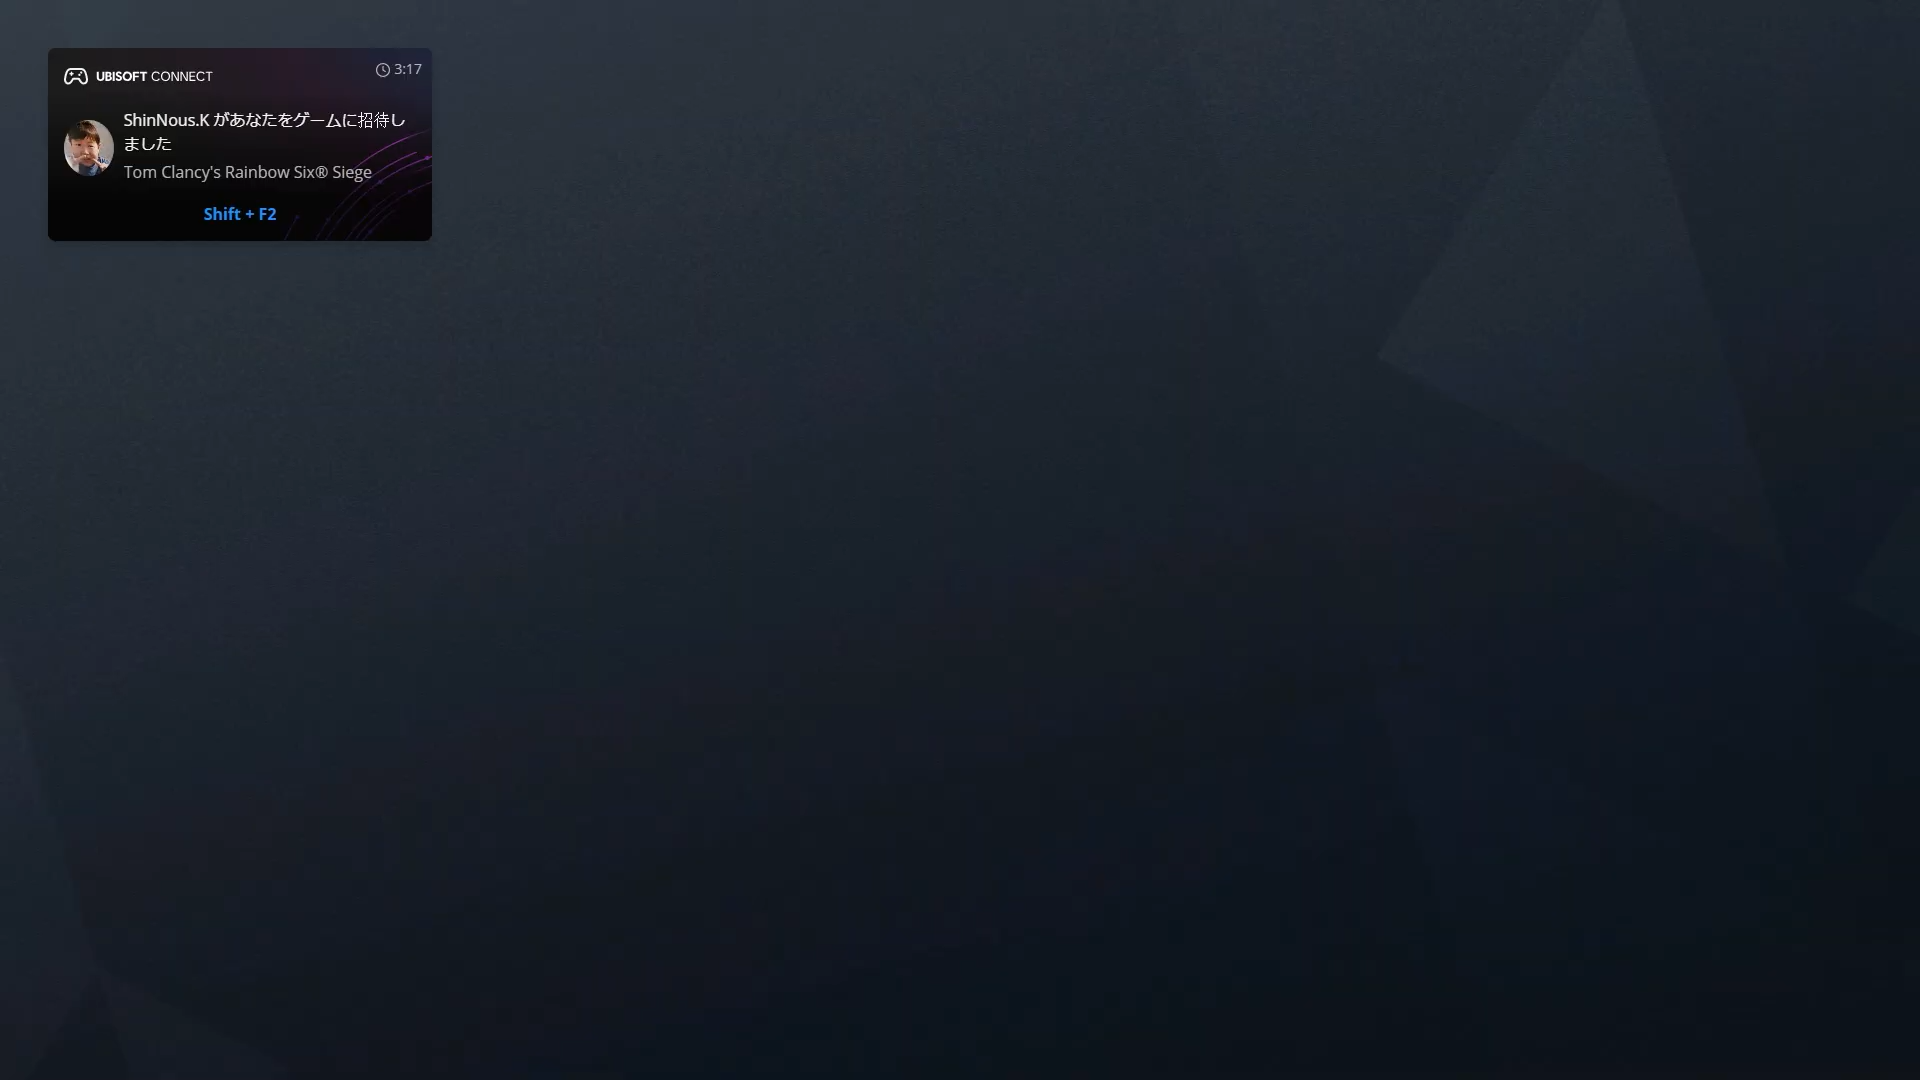 UBISOFT CONNECT
3:17
ShinNous.K があなたをゲームに招待し
ました
Tom Clancy's Rainbow Six® Siege
Shift + F2